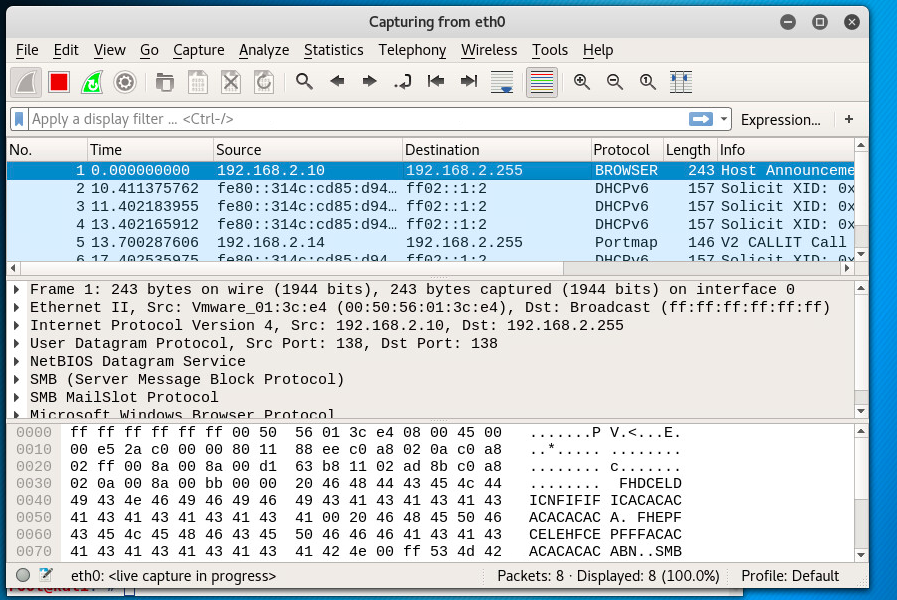 Capturing from eth0
File Edit View Go Capture Analyze Statistics Telephony Wireless Tools Help
Apply a display filter ... <Ctrl-/> Expression... +
No. Time Source Destination Protocol Length Info
1 0.000000000 192.168.2.10 192.168.2.255 BROWSER 243 Host Announceme
2 10.411375762 fe80::314c:cd85:d94… ff02::1:2 DHCPv6 157 Solicit XID: 0x
3 11.402183955 fe80::314c:cd85:d94… ff02::1:2 DHCPv6 157 Solicit XID: 0x
4 13.402165912 fe80::314c:cd85:d94… ff02::1:2 DHCPv6 157 Solicit XID: 0x
5 13.700287606 192.168.2.14 192.168.2.255 Portmap 146 V2 CALLIT Call
6 17.402535975 fe80::314c:cd85:d94… ff02::1:2 DHCPv6 157 Solicit XID: 0x
Frame 1: 243 bytes on wire (1944 bits), 243 bytes captured (1944 bits) on interface 0
Ethernet II, Src: Vmware_01:3c:e4 (00:50:56:01:3c:e4), Dst: Broadcast (ff:ff:ff:ff:ff:ff)
Internet Protocol Version 4, Src: 192.168.2.10, Dst: 192.168.2.255
User Datagram Protocol, Src Port: 138, Dst Port: 138
NetBIOS Datagram Service
SMB (Server Message Block Protocol)
SMB MailSlot Protocol
Microsoft Windows Browser Protocol
0000 ff ff ff ff ff ff 00 50 56 01 3c e4 08 00 45 00 .......P V.<...E.
0010 00 e5 2a c0 00 00 80 11 88 ee c0 a8 02 0a c0 a8 ..*..... ........
0020 02 ff 00 8a 00 8a 00 d1 63 b8 11 02 ad 8b c0 a8 ........ c.......
0030 02 0a 00 8a 00 bb 00 00 20 46 48 44 43 45 4c 44 ........ FHDCELD
0040 49 43 4e 46 49 46 49 46 49 43 41 43 41 43 41 43 ICNFIFIF ICACACAC
0050 41 43 41 43 41 43 41 43 41 00 20 46 48 45 50 46 ACACACAC A. FHEPF
0060 43 45 4c 45 48 46 43 45 50 46 46 46 41 43 41 43 CELEHFCE PFFFACAC
0070 41 43 41 43 41 43 41 43 41 42 4e 00 ff 53 4d 42 ACACACAC ABN..SMB
eth0: <live capture in progress> Packets: 8 · Displayed: 8 (100.0%) Profile: Default
root@kali:~#